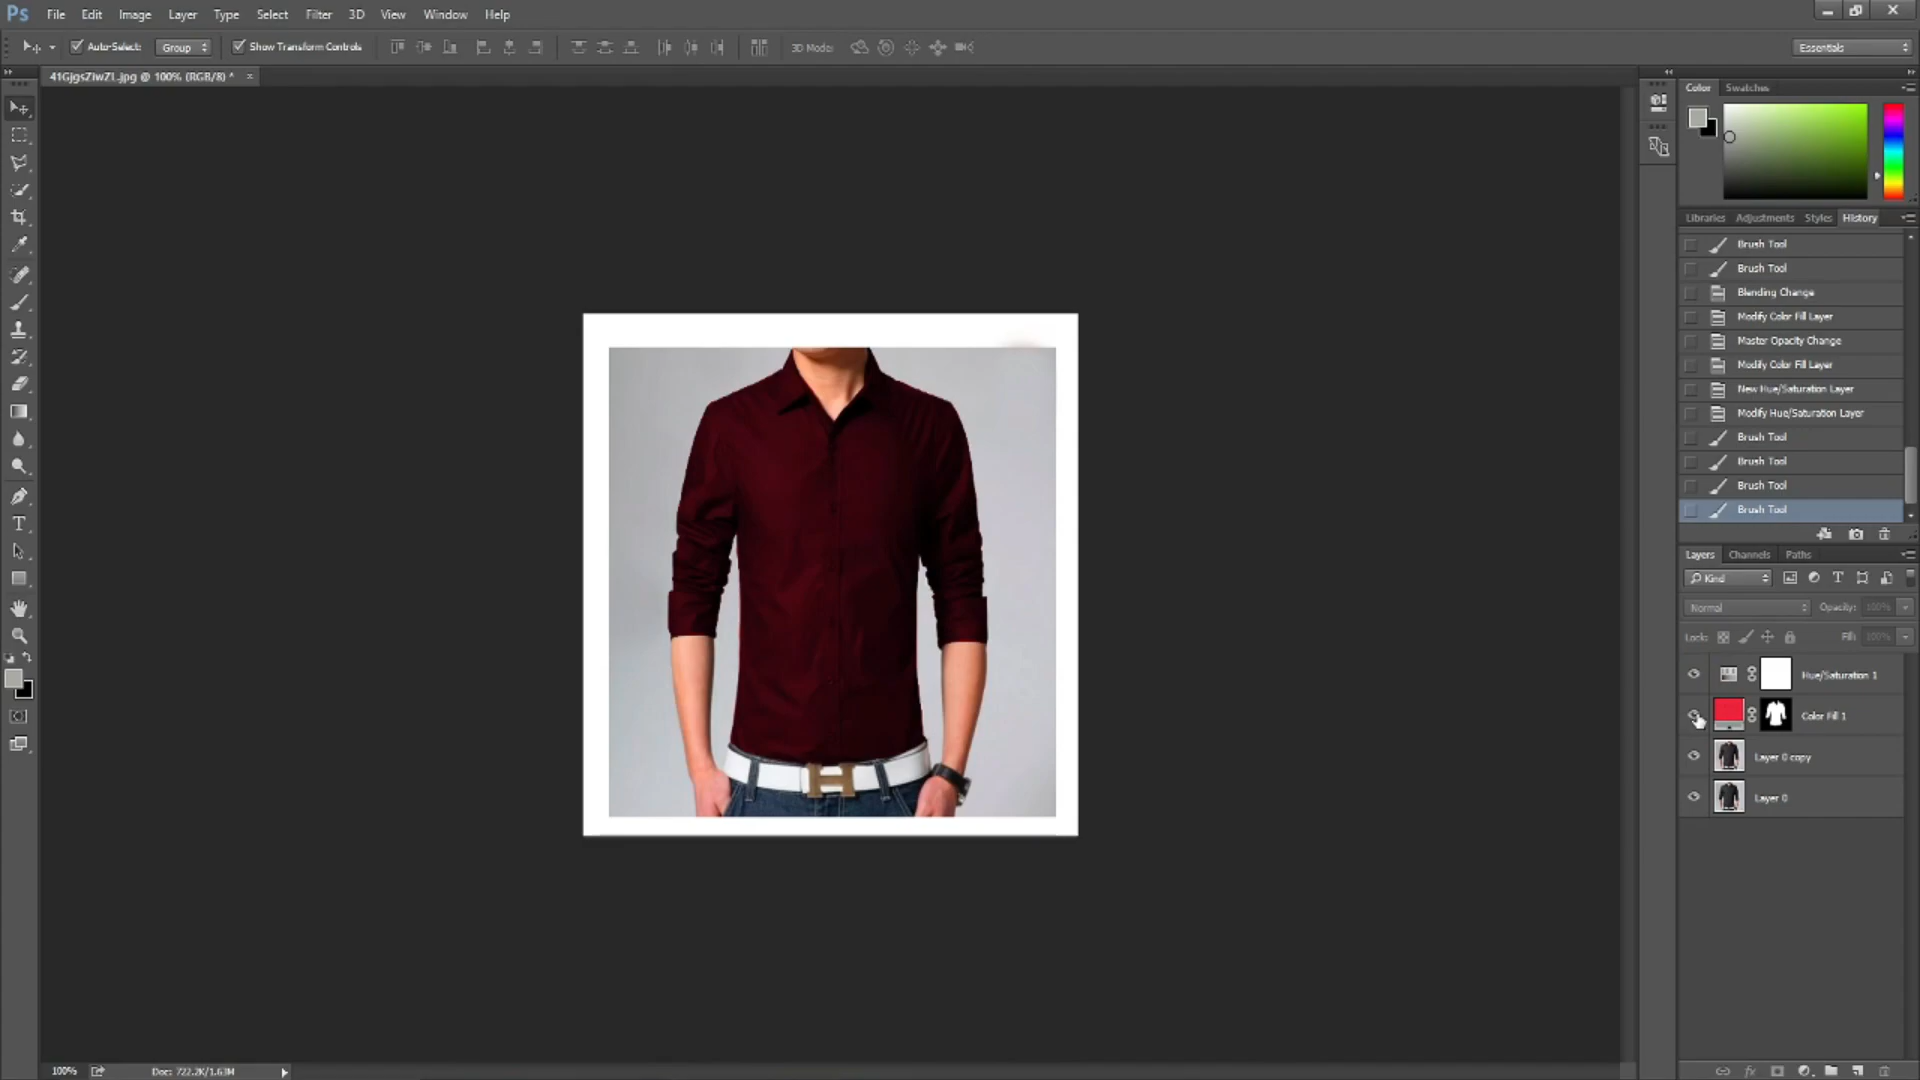 Ps File Edit Image Layer Type Select Filter 3D View Window Help
Auto-Select: Group Show Transform Controls 3D Mode: Essentials
41GjgsZiwZL.jpg @ 100% (RGB/8) * ×
Color Swatches
Libraries Adjustments Styles History
Brush Tool
Brush Tool
Blending Change
Modify Color Fill Layer
Master Opacity Change
Modify Color Fill Layer
New Hue/Saturation Layer
Modify Hue/Saturation Layer
Brush Tool
Brush Tool
Brush Tool
Brush Tool
Layers Channels Paths
Kind
Normal Opacity: 100%
Lock: Fill: 100%
Hue/Saturation 1
Color Fill 1
Layer 0 copy
Layer 0
100% Doc: 722.2K/1.63M